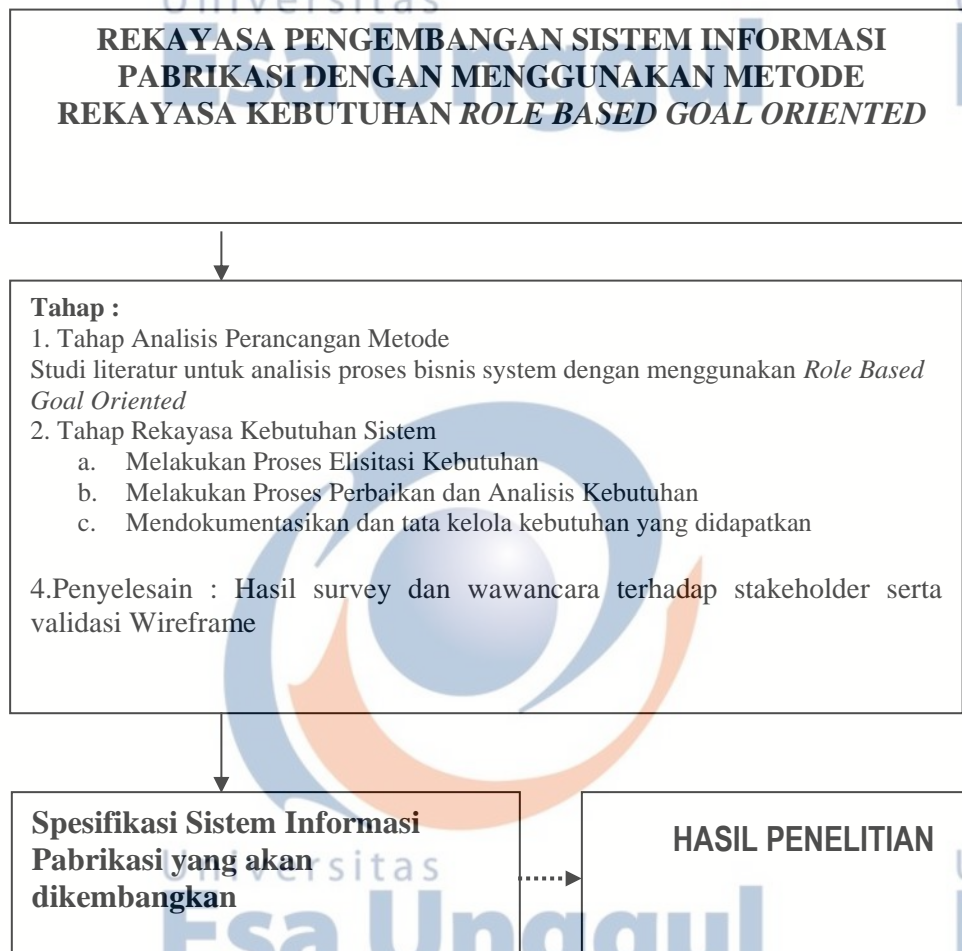 Universitas
Esa Unggul
REKAYASA PENGEMBANGAN SISTEM INFORMASI
PABRIKASI DENGAN MENGGUNAKAN METODE
REKAYASA KEBUTUHAN ROLE BASED GOAL ORIENTED
Tahap :
1. Tahap Analisis Perancangan Metode
Studi literatur untuk analisis proses bisnis system dengan menggunakan Role Based
Goal Oriented
2. Tahap Rekayasa Kebutuhan Sistem
a. Melakukan Proses Elisitasi Kebutuhan
b. Melakukan Proses Perbaikan dan Analisis Kebutuhan
c. Mendokumentasikan dan tata kelola kebutuhan yang didapatkan
4.Penyelesain : Hasil survey dan wawancara terhadap stakeholder serta
validasi Wireframe
Spesifikasi Sistem Informasi
Pabrikasi yang akan
dikembangkan
HASIL PENELITIAN
Universitas
Esa Unggul